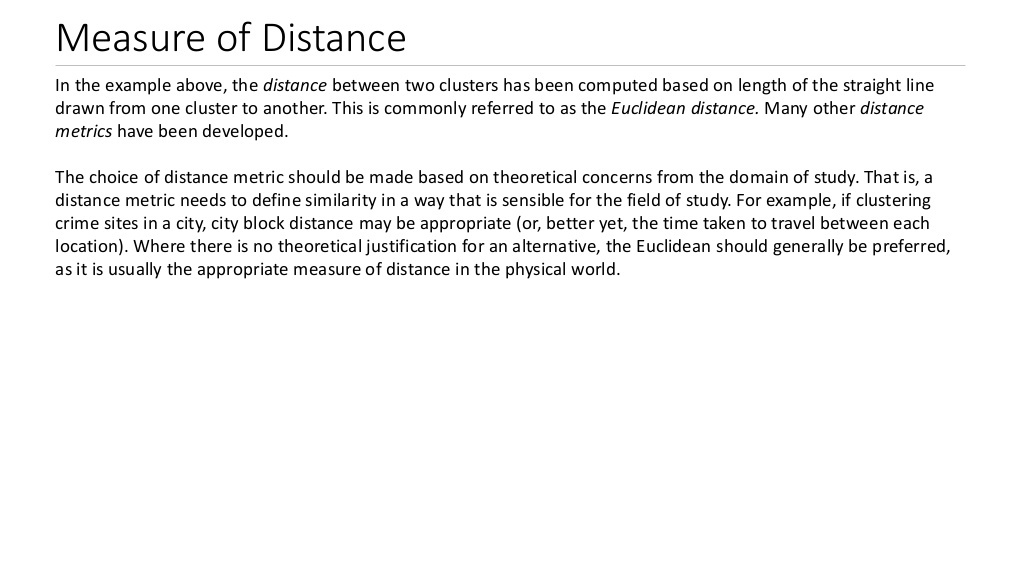 Measure of Distance
In the example above, the distance between two clusters has been computed based on length of the straight line
drawn from one cluster to another. This is commonly referred to as the Euclidean distance. Many other distance
metrics have been developed.
The choice of distance metric should be made based on theoretical concerns from the domain of study. That is, a
distance metric needs to define similarity in a way that is sensible for the field of study. For example, if clustering
crime sites in a city, city block distance may be appropriate (or, better yet, the time taken to travel between each
location). Where there is no theoretical justification for an alternative, the Euclidean should generally be preferred,
as it is usually the appropriate measure of distance in the physical world.